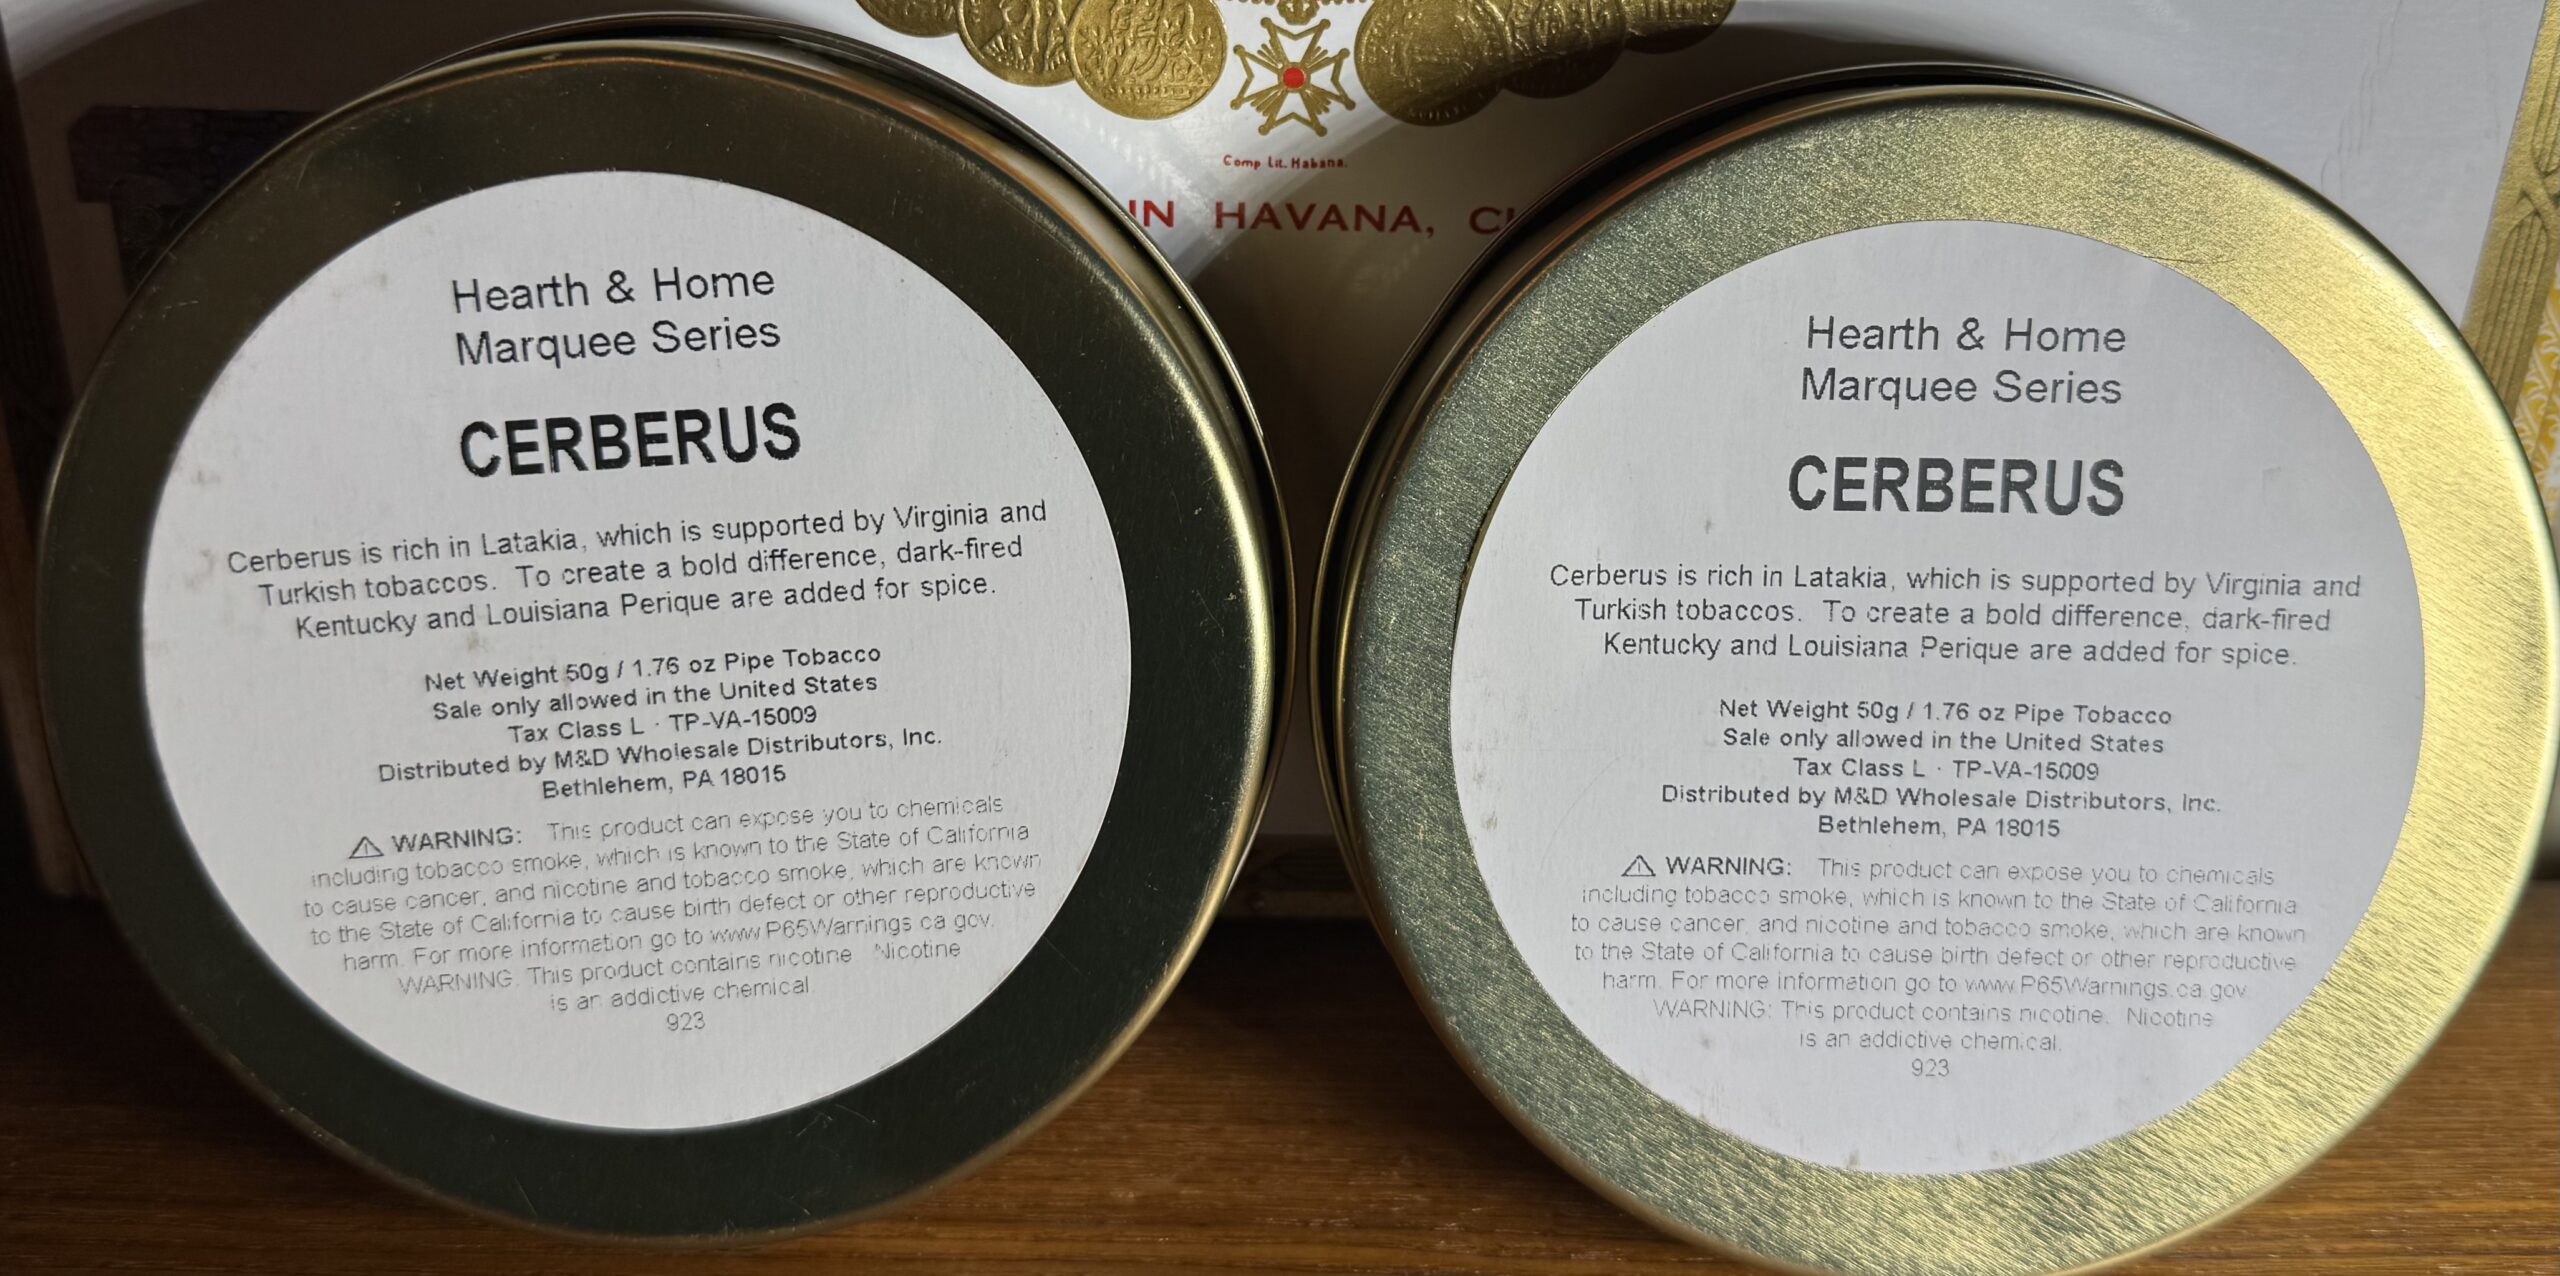 Comp Lit. Habana.
IN HAVANA,
Hearth & Home
Marquee Series
CERBERUS
Cerberus is rich in Latakia, which is supported by Virginia and
Turkish tobaccos. To create a bold difference, dark-fired
Kentucky and Louisiana Perique are added for spice.
Net Weight 50g / 1.76 oz Pipe Tobacco
Sale only allowed in the United States
Tax Class L · TP-VA-15009
Distributed by M&D Wholesale Distributors, Inc.
Bethlehem, PA 18015
⚠ WARNING: This product can expose you to chemicals
including tobacco smoke, which is known to the State of California
to cause cancer, and nicotine and tobacco smoke, which are known
to the State of California to cause birth defect or other reproductive
harm. For more information go to www.P65Warnings.ca.gov.
WARNING: This product contains nicotine. Nicotine
is an addictive chemical.
923
Hearth & Home
Marquee Series
CERBERUS
Cerberus is rich in Latakia, which is supported by Virginia and
Turkish tobaccos. To create a bold difference, dark-fired
Kentucky and Louisiana Perique are added for spice.
Net Weight 50g / 1.76 oz Pipe Tobacco
Sale only allowed in the United States
Tax Class L · TP-VA-15009
Distributed by M&D Wholesale Distributors, Inc.
Bethlehem, PA 18015
⚠ WARNING: This product can expose you to chemicals
including tobacco smoke, which is known to the State of California
to cause cancer, and nicotine and tobacco smoke, which are known
to the State of California to cause birth defect or other reproductive
harm. For more information go to www.P65Warnings.ca.gov
WARNING: This product contains nicotine. Nicotine
is an addictive chemical.
923